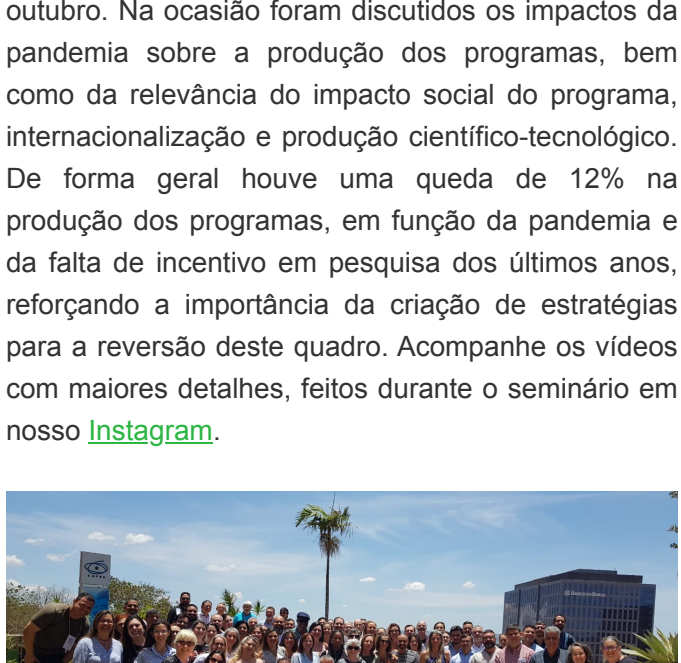 outubro. Na ocasião foram discutidos os impactos da
pandemia sobre a produção dos programas, bem
como da relevância do impacto social do programa,
internacionalização e produção científico-tecnológico.
De forma geral houve uma queda de 12% na
produção dos programas, em função da pandemia e
da falta de incentivo em pesquisa dos últimos anos,
reforçando a importância da criação de estratégias
para a reversão deste quadro. Acompanhe os vídeos
com maiores detalhes, feitos durante o seminário em
nosso Instagram.
CAPES